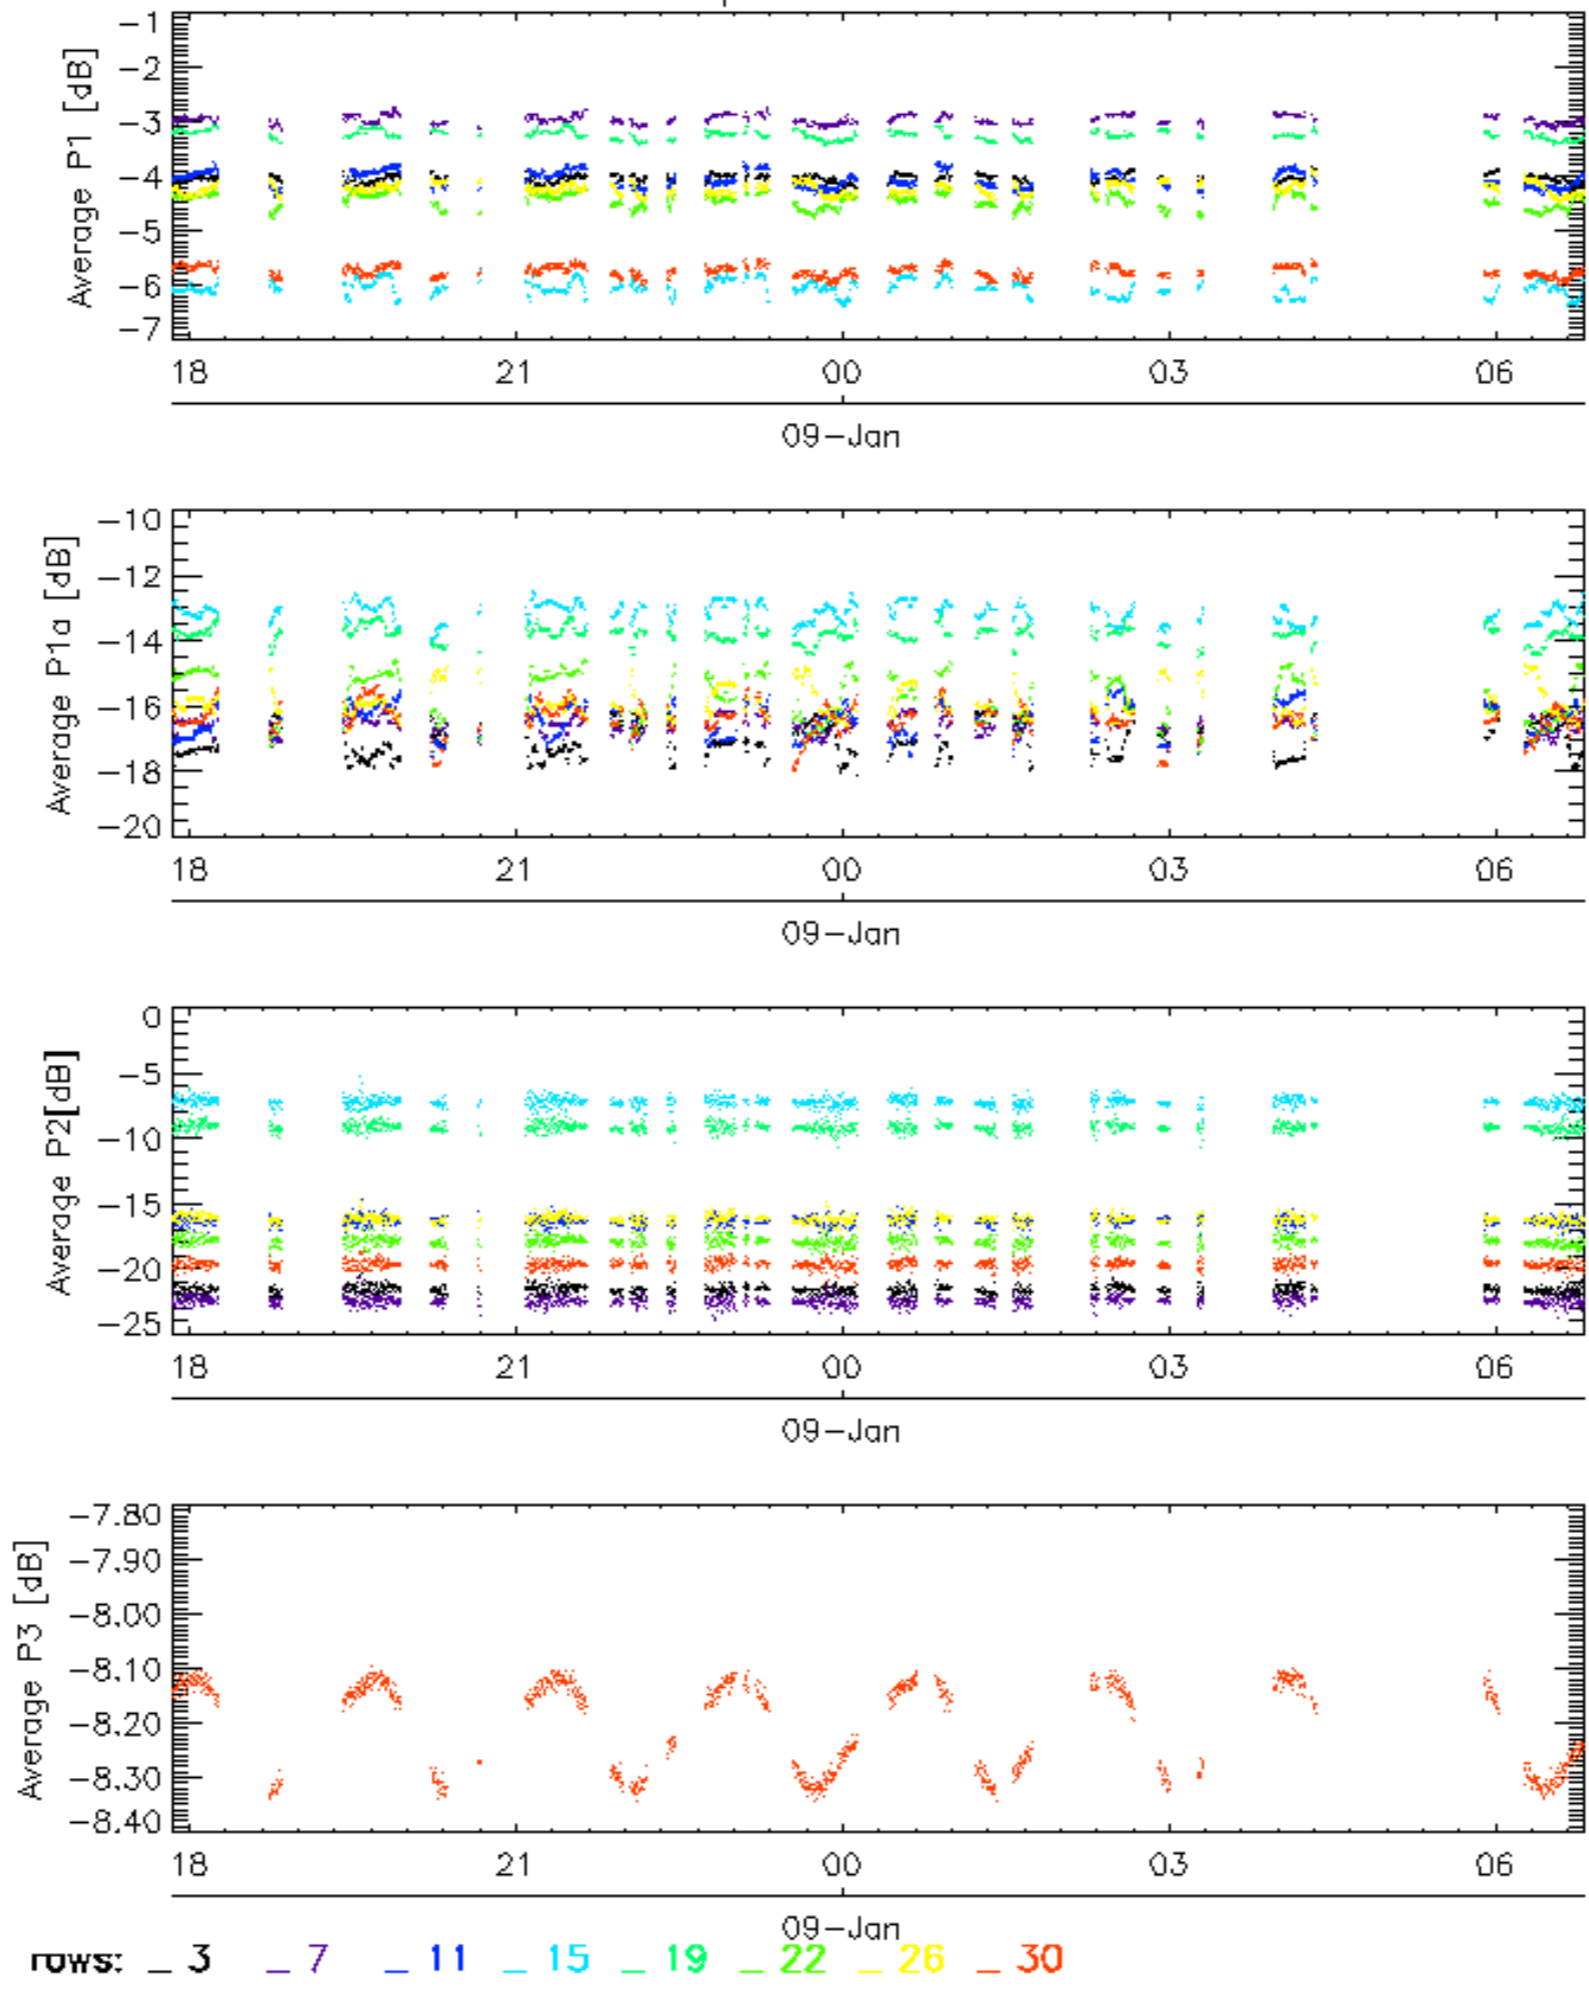 Average P1 [dB]
-1
-2
-3
-4
-5
-6
-7
18 21 00 03 06
09-Jan
Average P1a [dB]
-10
-12
-14
-16
-18
-20
18 21 00 03 06
09-Jan
Average P2[dB]
0
-5
-10
-15
-20
-25
18 21 00 03 06
09-Jan
Average P3 [dB]
-7.80
-7.90
-8.00
-8.10
-8.20
-8.30
-8.40
18 21 00 03 06
09-Jan
rows: _ 3 _ 7 _ 11 _ 15 _ 19 _ 22 _ 26 _ 30